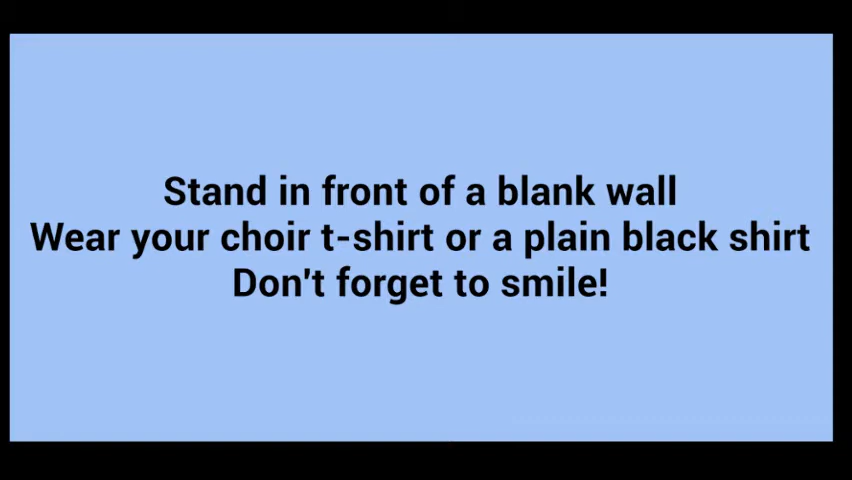 Stand in front of a blank wall
Wear your choir t-shirt or a plain black shirt
Don't forget to smile!